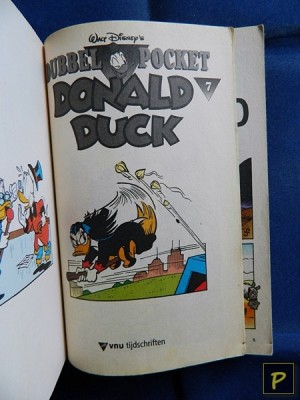 Walt Disney's
DUBBEL POCKET
DONALD 7
DUCK
vnu tijdschriften
P